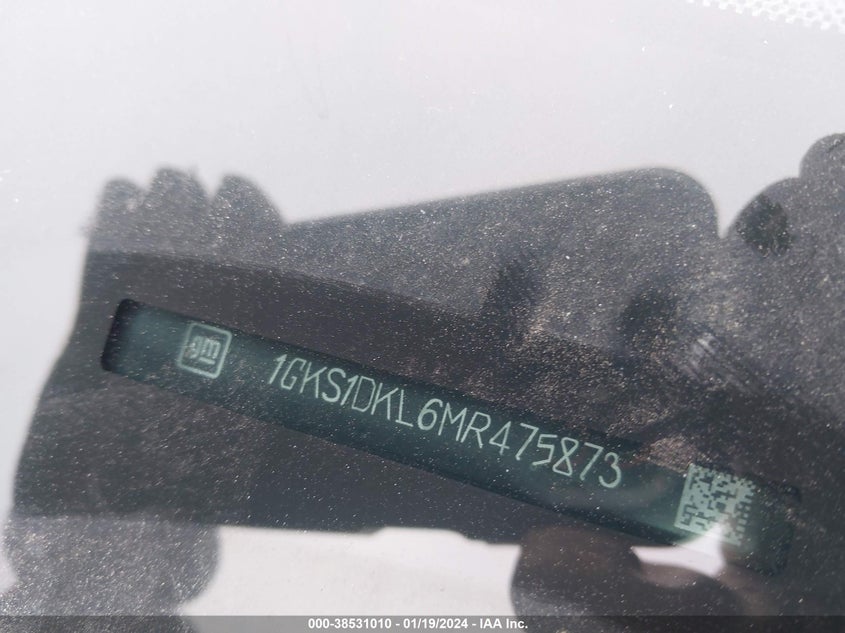 gm 1GKS1DKL6MR475873
000-38531010 - 01/19/2024 - IAA Inc.